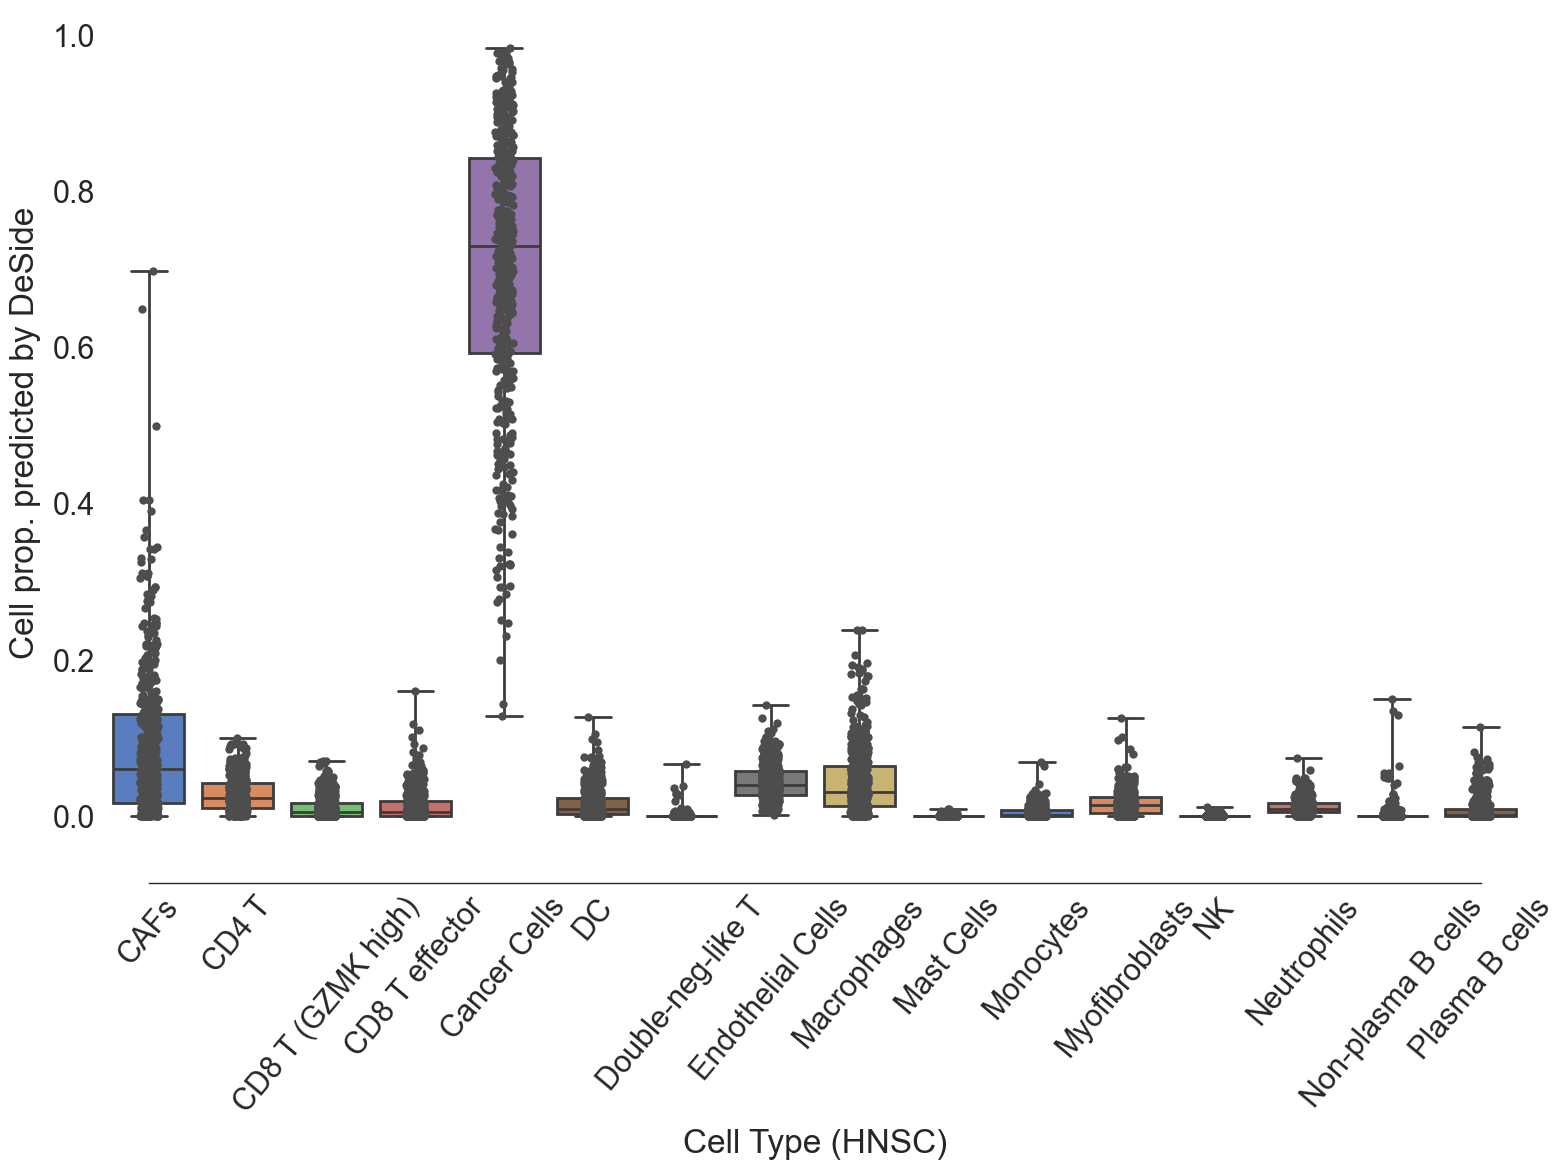 Cell prop. predicted by DeSide
1.0
0.8
0.6
0.4
0.2
0.0
CAFs
CD4 T
CD8 T (GZMK high)
CD8 T effector
Cancer Cells
DC
Double-neg-like T
Endothelial Cells
Macrophages
Mast Cells
Monocytes
Myofibroblasts
NK
Neutrophils
Non-plasma B cells
Plasma B cells
Cell Type (HNSC)